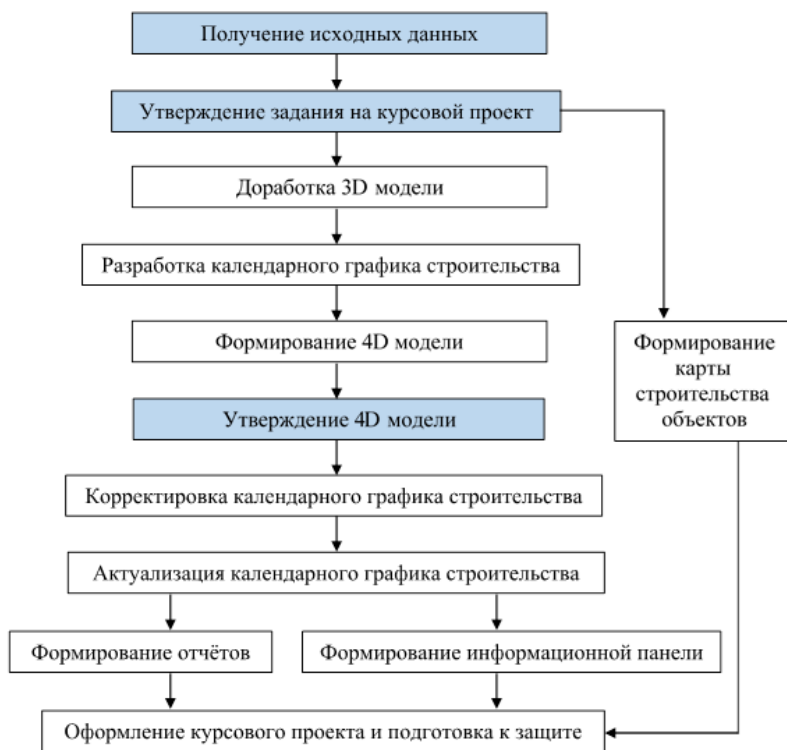 Получение исходных данных
Утверждение задания на курсовой проект
Доработка 3D модели
Разработка календарного графика строительства
Формирование 4D модели
Формирование
карты
строительства
объектов
Утверждение 4D модели
Корректировка календарного графика строительства
Актуализация календарного графика строительства
Формирование отчётов
Формирование информационной панели
Оформление курсового проекта и подготовка к защите